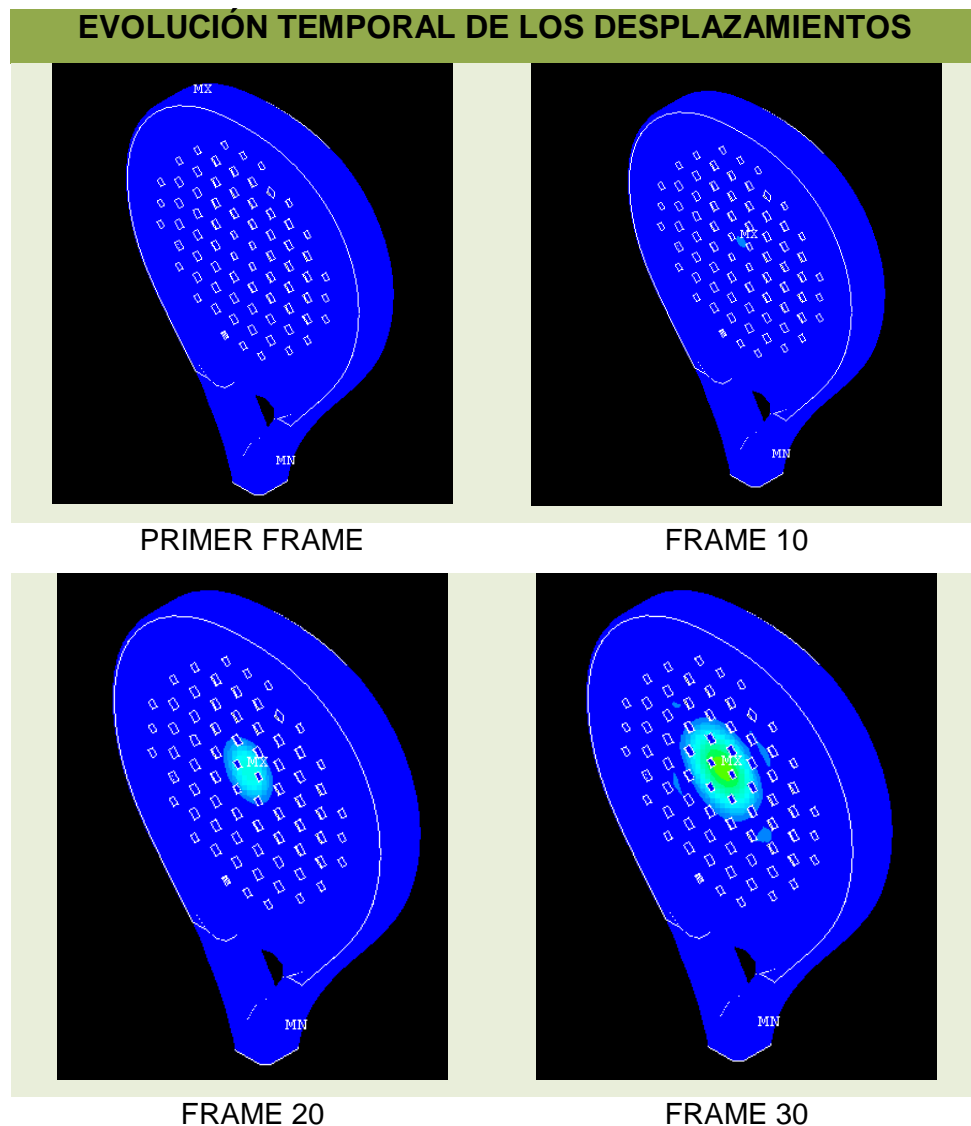 EVOLUCIÓN TEMPORAL DE LOS DESPLAZAMIENTOS
MX
MN
MX
MN
PRIMER FRAME
FRAME 10
MX
MN
MX
MN
FRAME 20
FRAME 30